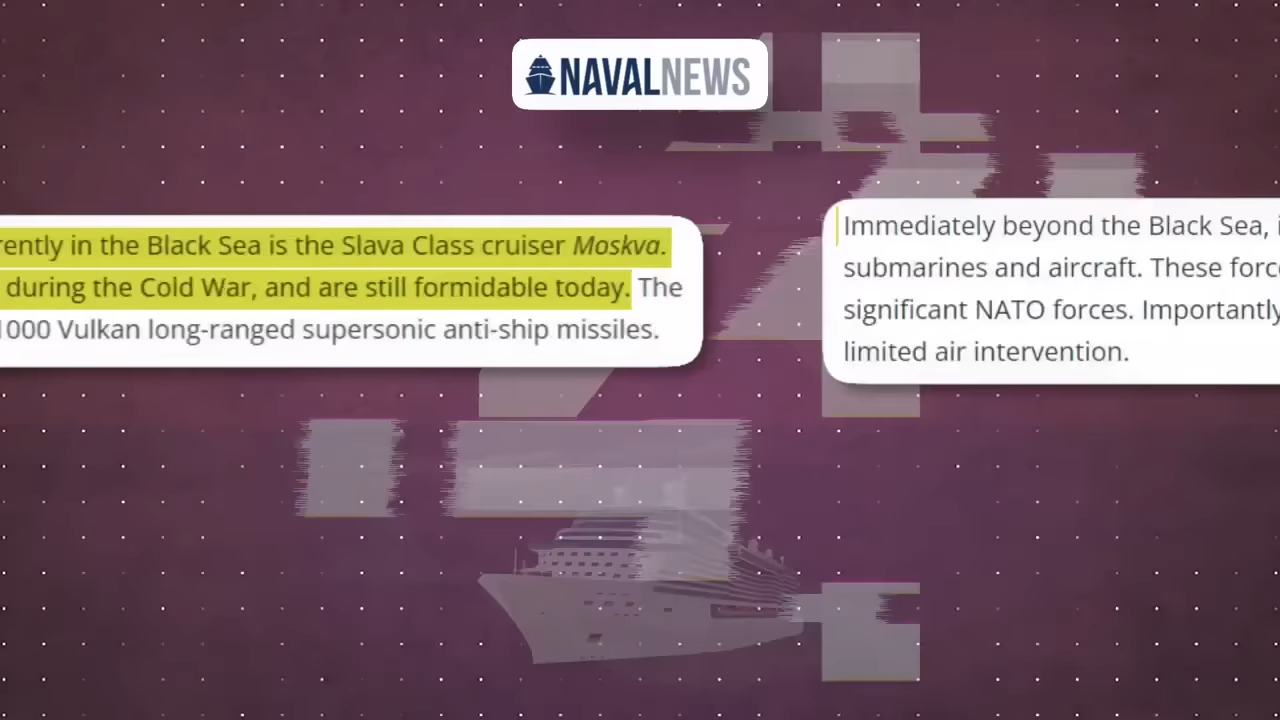 NAVALNEWS
in the Black Sea is the Slava Class cruiser Moskva.
during the Cold War, and are still formidable today. The
1000 Vulkan long-ranged supersonic anti-ship missiles.
Immediately beyond the Black Sea,
submarines and aircraft. These
significant NATO forces. Importantly
limited air intervention.